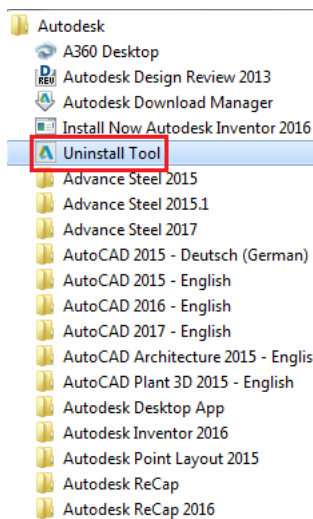 Autodesk
A360 Desktop
Autodesk Design Review 2013
Autodesk Download Manager
Install Now Autodesk Inventor 2016
Uninstall Tool
Advance Steel 2015
Advance Steel 2015.1
Advance Steel 2017
AutoCAD 2015 - Deutsch (German)
AutoCAD 2015 - English
AutoCAD 2016 - English
AutoCAD 2017 - English
AutoCAD Architecture 2015 - Englis
AutoCAD Plant 3D 2015 - English
Autodesk Desktop App
Autodesk Inventor 2016
Autodesk Point Layout 2015
Autodesk ReCap
Autodesk ReCap 2016